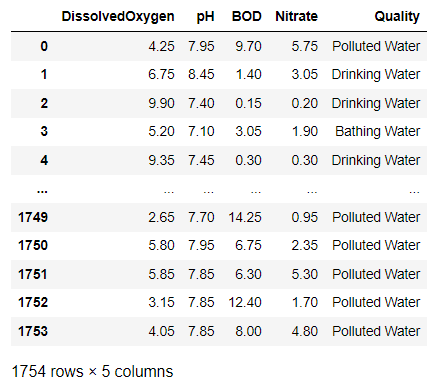 DissolvedOxygen pH BOD Nitrate Quality
0 4.25 7.95 9.70 5.75 Polluted Water
1 6.75 8.45 1.40 3.05 Drinking Water
2 9.90 7.40 0.15 0.20 Drinking Water
3 5.20 7.10 3.05 1.90 Bathing Water
4 9.35 7.45 0.30 0.30 Drinking Water
... ... ... ... ... ...
1749 2.65 7.70 14.25 0.95 Polluted Water
1750 5.80 7.95 6.75 2.35 Polluted Water
1751 5.85 7.85 6.30 5.30 Polluted Water
1752 3.15 7.85 12.40 1.70 Polluted Water
1753 4.05 7.85 8.00 4.80 Polluted Water
1754 rows × 5 columns